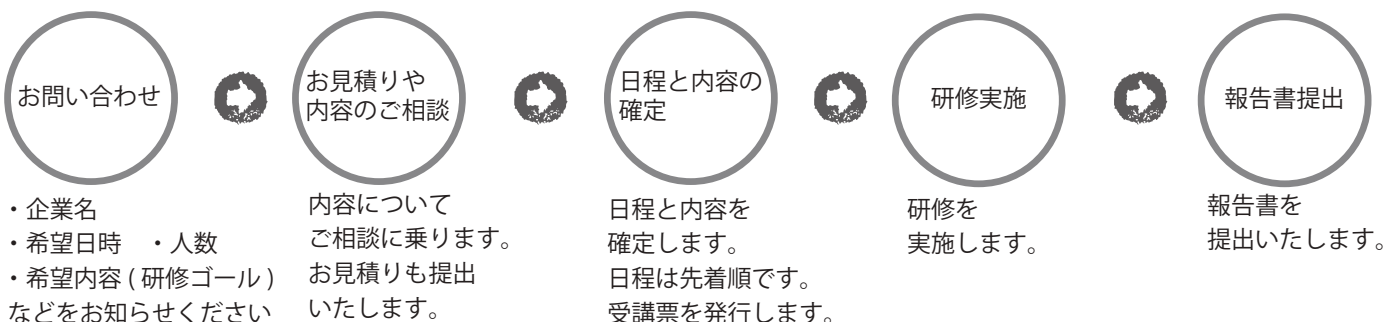 お問い合わせ
お見積りや
内容のご相談
日程と内容の
確定
研修実施
報告書提出
・企業名
・希望日時　・人数
・希望内容 ( 研修ゴール )
などをお知らせください
内容について
ご相談に乗ります。
お見積りも提出
いたします。
日程と内容を
確定します。
日程は先着順です。
受講票を発行します。
研修を
実施します。
報告書を
提出いたします。